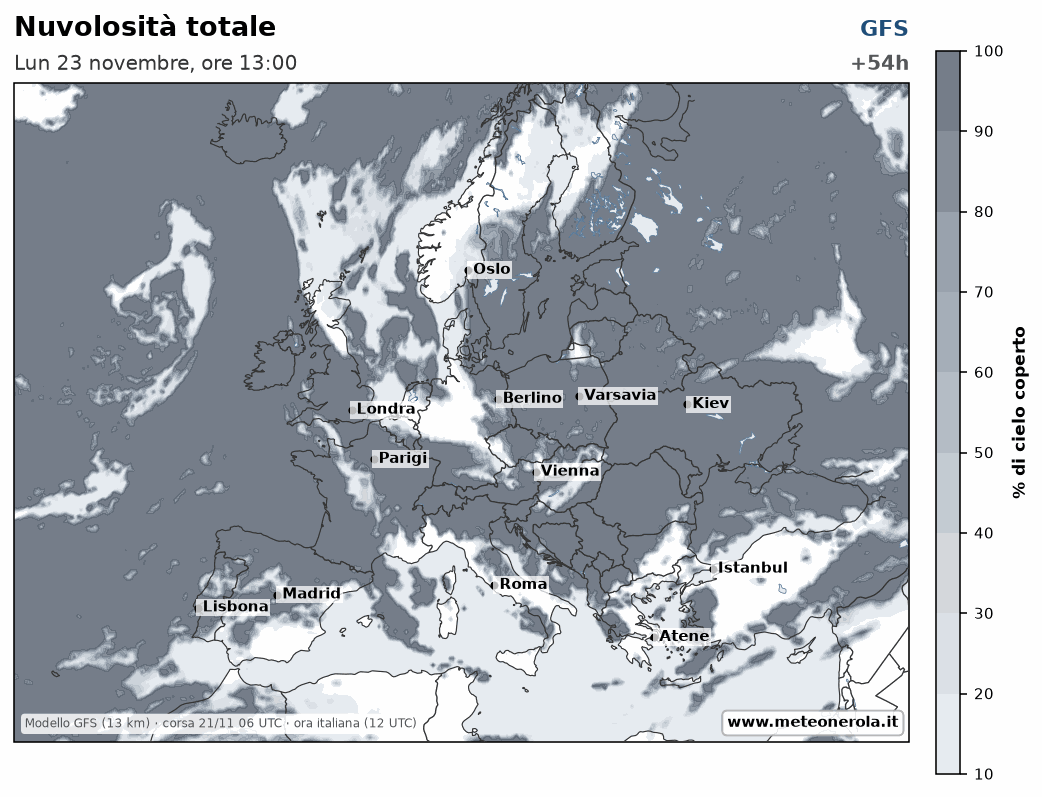 Nuvolosità totale
GFS
Lun 23 novembre, ore 13:00
+54h
100
90
80
70
60
50
40
30
20
10
% di cielo coperto
Oslo
Berlino
Varsavia
Kiev
Londra
Parigi
Vienna
Istanbul
Roma
Madrid
Lisbona
Atene
Modello GFS (13 km) · corsa 21/11 06 UTC · ora italiana (12 UTC)
www.meteonerola.it